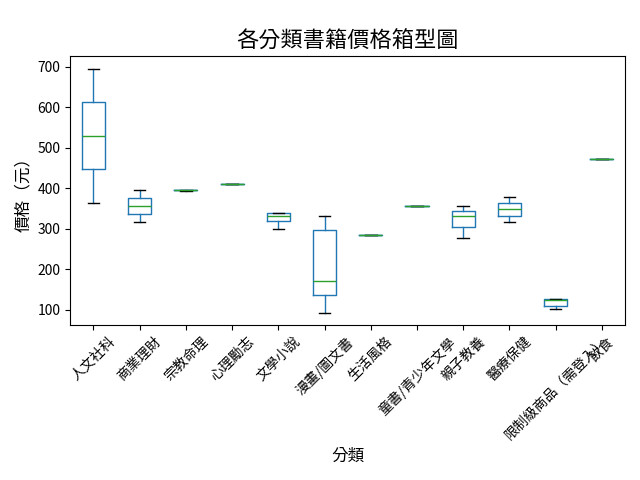 各分類書籍價格箱型圖
價格（元）
700
600
500
400
300
200
100
人文社科
商業理財
宗教命理
心理勵志
文學小說
漫畫/圖文書
生活風格
童書/青少年文學
親子教養
醫療保健
限制級商品（需登入）
飲食
分類